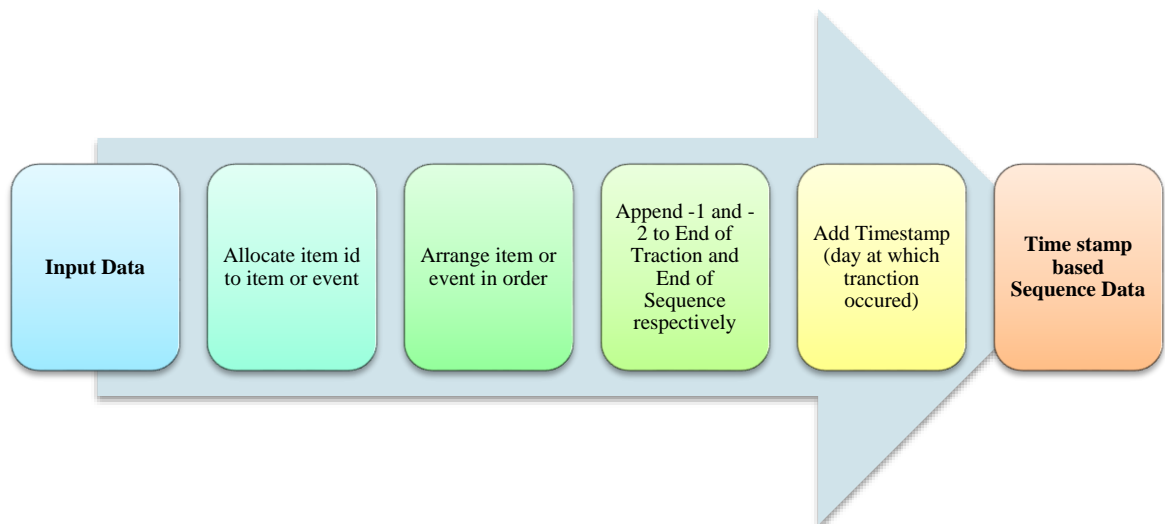 Input Data
Allocate item id
to item or event
Arrange item or
event in order
Append -1 and -
2 to End of
Traction and
End of
Sequence
respectively
Add Timestamp
(day at which
tranction
occured)
Time stamp
based
Sequence Data